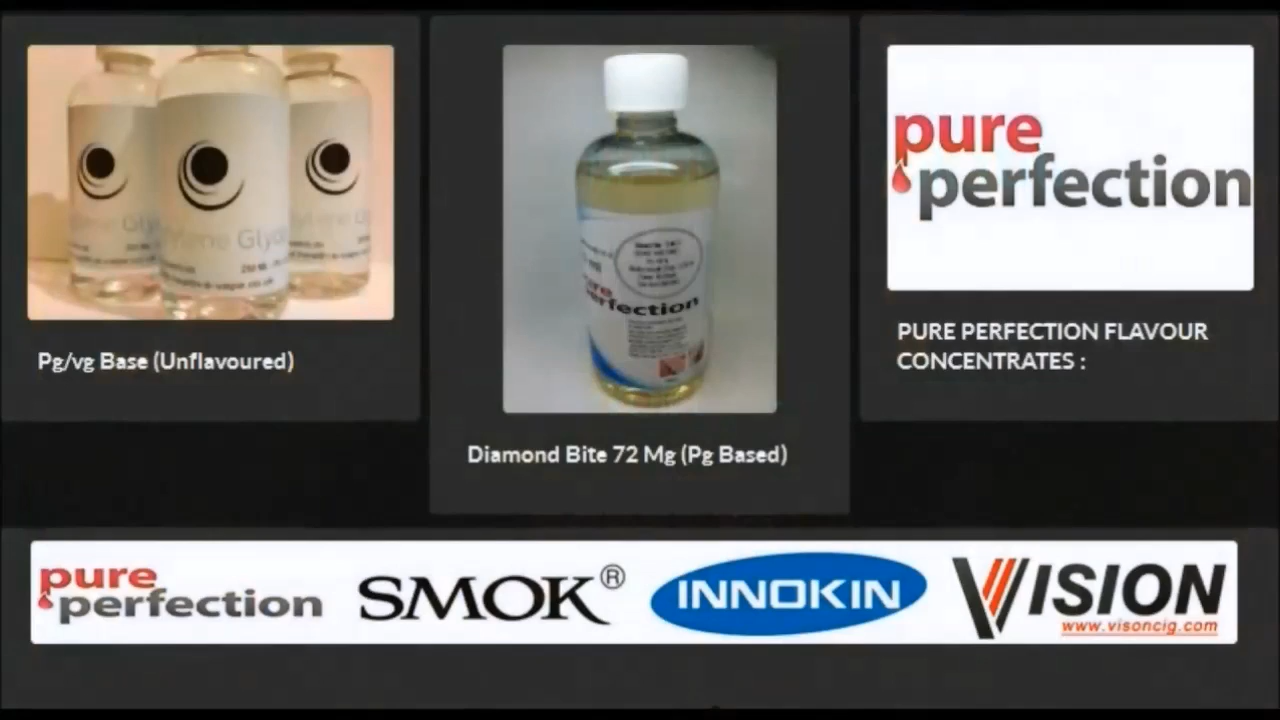 Pg/vg Base (Unflavoured)
Perfection
Diamond Bite 72 Mg (Pg Based)
pure
perfection
PURE PERFECTION FLAVOUR
CONCENTRATES :
pure
perfection
SMOK®
INNOKIN
VISION
www.visoncig.com